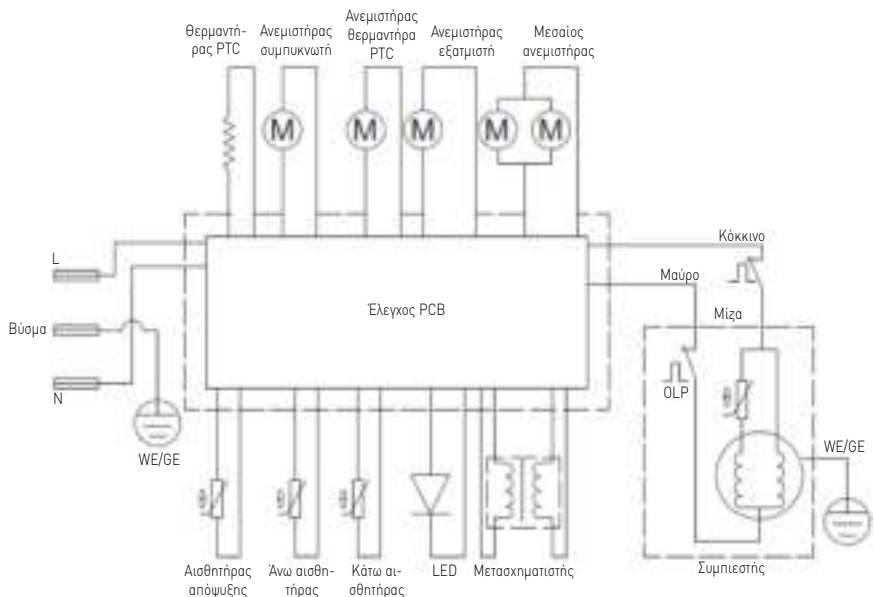 Θερμαντή-
ρας PTC
Ανεμιστήρας
συμπυκνωτή
Ανεμιστήρας
θερμαντήρα
PTC
Ανεμιστήρας
εξατμιστή
Μεσαίος
ανεμιστήρας
M
M
M
M
M
L
Βύσμα
N
WE/GE
Έλεγχος PCB
Κόκκινο
Μαύρο
Μίζα
OLP
WE/GE
Αισθητήρας
απόψυξης
Άνω αισθη-
τήρας
Κάτω αι-
σθητήρας
LED
Μετασχηματιστής
Συμπιεστής